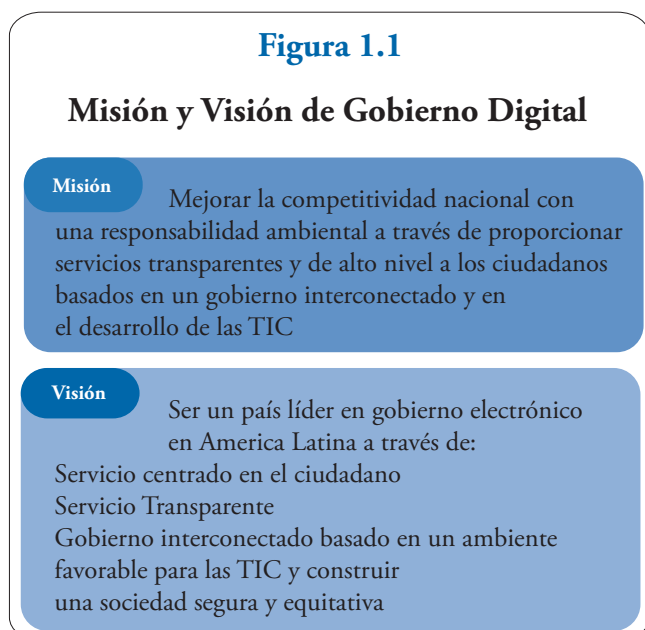 Figura 1.1
Misión y Visión de Gobierno Digital
Misión
Mejorar la competitividad nacional con
una responsabilidad ambiental a través de proporcionar
servicios transparentes y de alto nivel a los ciudadanos
basados en un gobierno interconectado y en
el desarrollo de las TIC
Visión
Ser un país líder en gobierno electrónico
en America Latina a través de:
Servicio centrado en el ciudadano
Servicio Transparente
Gobierno interconectado basado en un ambiente
favorable para las TIC y construir
una sociedad segura y equitativa